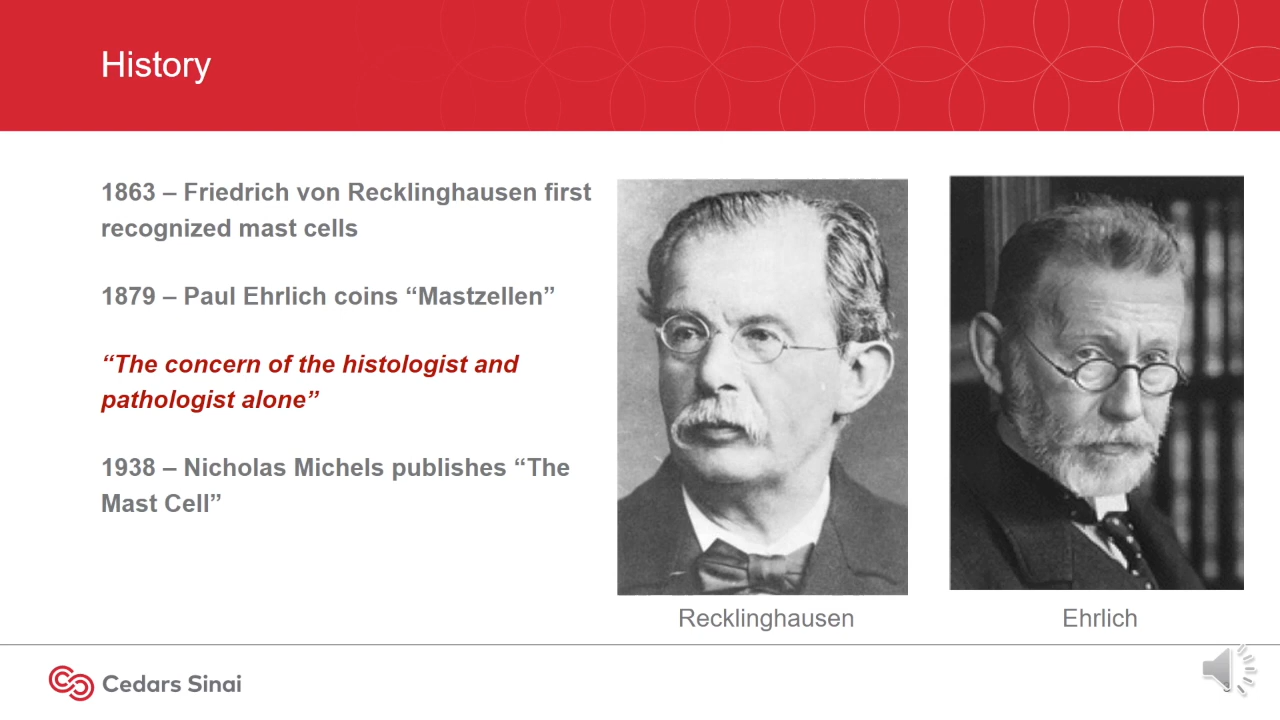 History
1863 – Friedrich von Recklinghausen first
recognized mast cells
1879 – Paul Ehrlich coins “Mastzellen”
“The concern of the histologist and
pathologist alone”
1938 – Nicholas Michels publishes “The
Mast Cell”
Recklinghausen
Ehrlich
Cedars Sinai